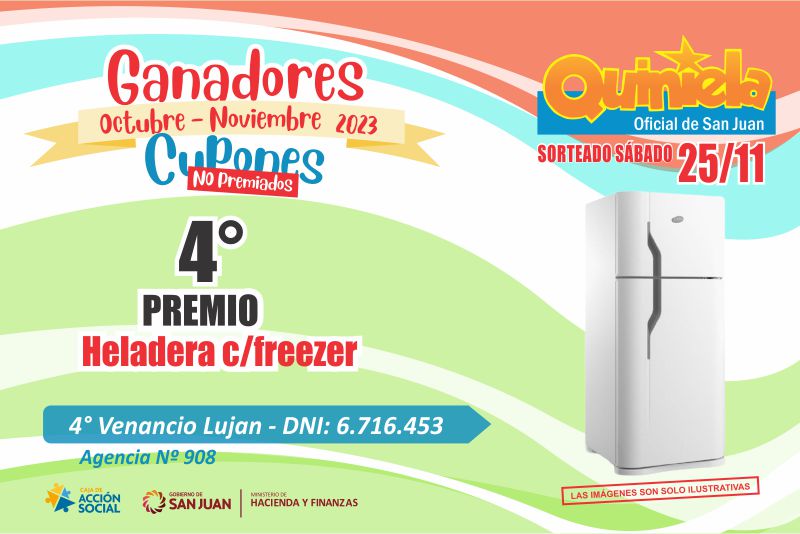 Ganadores
Octubre - Noviembre 2023
Cupones
NO Premiados
Quiniela
Oficial de San Juan
SORTEADO SÁBADO 25/11
4°
PREMIO
Heladera c/freezer
4° Venancio Lujan - DNI: 6.716.453
Agencia Nº 908
CAJA DE
ACCIÓN
SOCIAL
GOBIERNO DE
SAN JUAN
MINISTERIO DE
HACIENDA Y FINANZAS
LAS IMÁGENES SON SOLO ILUSTRATIVAS